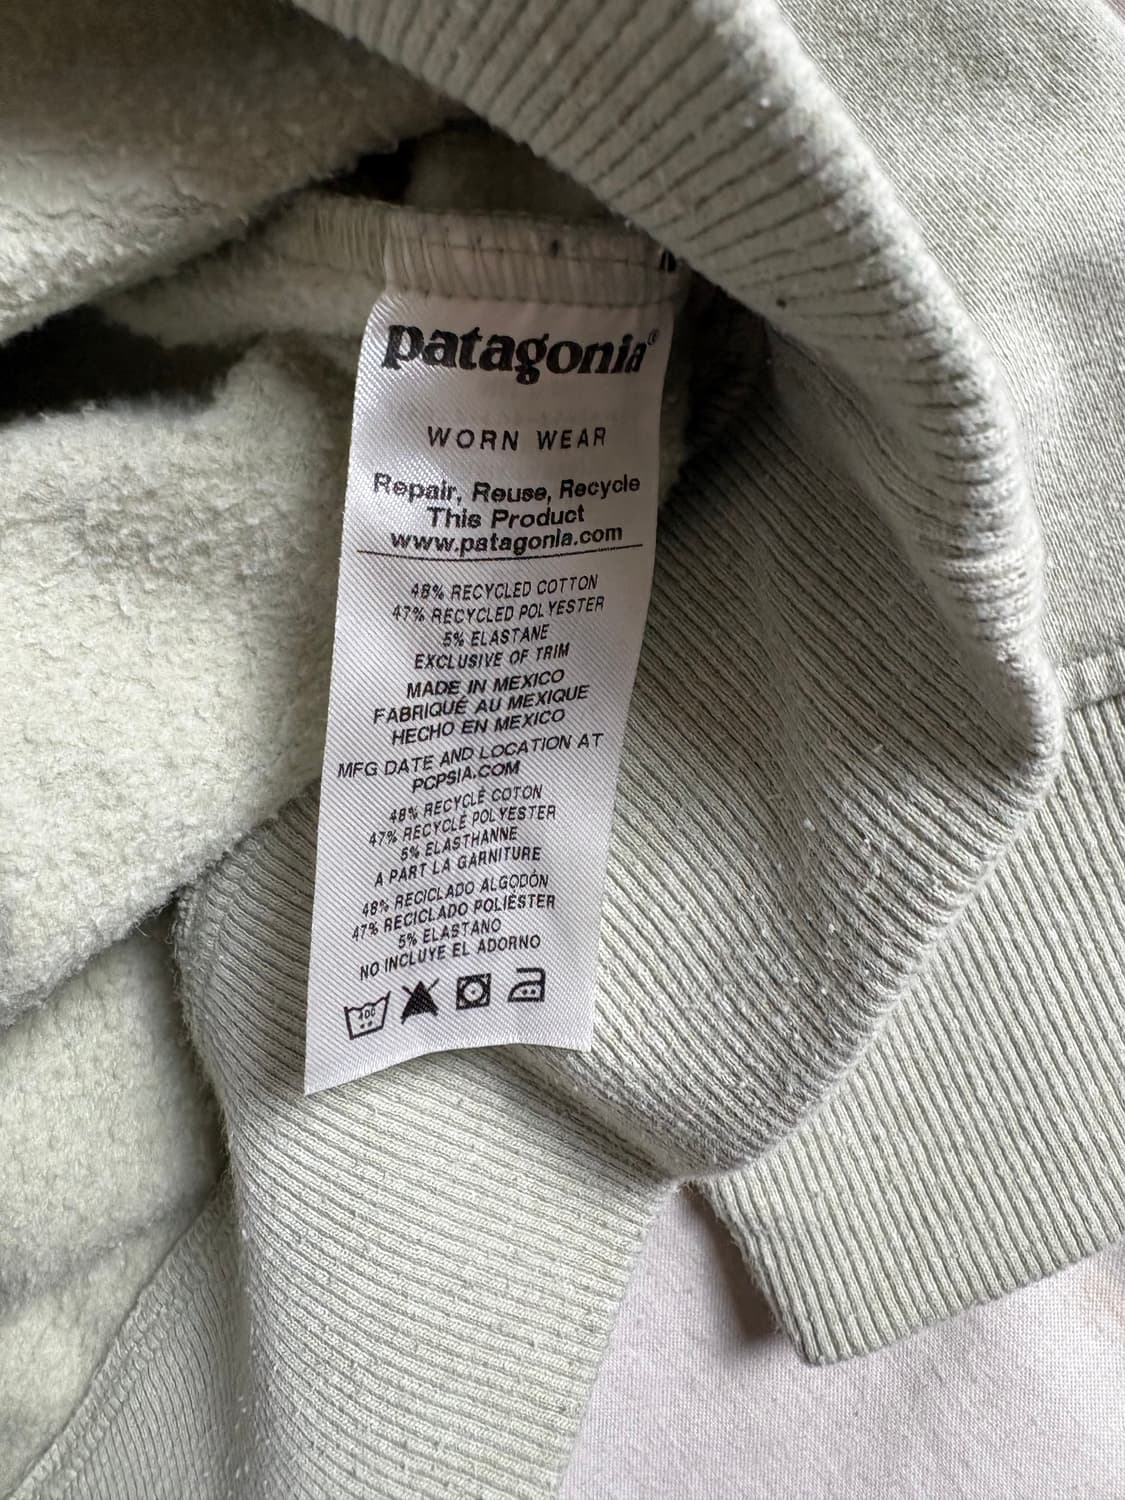 patagonia®
WORN WEAR
Repair, Reuse, Recycle
This Product
www.patagonia.com
48% RECYCLED COTTON
47% RECYCLED POLYESTER
5% ELASTANE
EXCLUSIVE OF TRIM
MADE IN MEXICO
FABRIQUÉ AU MEXIQUE
HECHO EN MEXICO
MFG DATE AND LOCATION AT
PCPSIA.COM
48% RECYCLÉ COTON
47% RECYCLÉ POLYESTER
5% ELASTHANNE
A PART LA GARNITURE
48% RECICLADO ALGODÓN
47% RECICLADO POLIÉSTER
5% ELASTANO
NO INCLUYE EL ADORNO